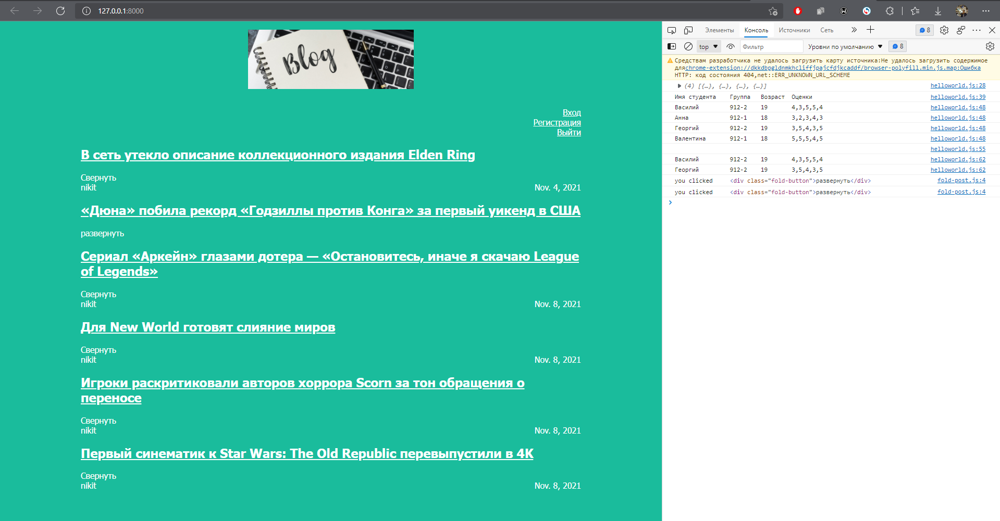 127.0.0.1:8000
Blog
Вход
Регистрация
Выйти
В сеть утекло описание коллекционного издания Elden Ring
Свернуть
nikit Nov. 4, 2021
«Дюна» побила рекорд «Годзиллы против Конга» за первый уикенд в США
развернуть
Сериал «Аркейн» глазами дотера — «Остановитесь, иначе я скачаю League
of Legends»
Свернуть
nikit Nov. 8, 2021
Для New World готовят слияние миров
Свернуть
nikit Nov. 8, 2021
Игроки раскритиковали авторов хоррора Scorn за тон обращения о
переносе
Свернуть
nikit Nov. 8, 2021
Первый синематик к Star Wars: The Old Republic перевыпустили в 4K
Свернуть
nikit Nov. 8, 2021
Элементы Консоль Источники Сеть 8
top Фильтр Уровни по умолчанию 8
Средствам разработчика не удалось загрузить карту источника:Не удалось загрузить содержимое
дляchrome-extension://dkkdbpgldnmkhcliffjpajcfdjkcaddf/browser-polyfill.min.js.map:Ошибка
HTTP: код состояния 404,net::ERR_UNKNOWN_URL_SCHEME
(4) [{…}, {…}, {…}, {…}] helloworld.js:28
Имя студента Группа Возраст Оценки helloworld.js:39
Василий 912-2 19 4,3,5,5,4 helloworld.js:48
Анна 912-1 18 3,2,3,4,3 helloworld.js:48
Георгий 912-2 19 3,5,4,3,5 helloworld.js:48
Валентина 912-1 18 5,5,5,4,5 helloworld.js:48
helloworld.js:55
Василий 912-2 19 4,3,5,5,4 helloworld.js:62
Георгий 912-2 19 3,5,4,3,5 helloworld.js:62
you clicked <div class="fold-button">развернуть</div> fold-post.js:4
you clicked <div class="fold-button">развернуть</div> fold-post.js:4